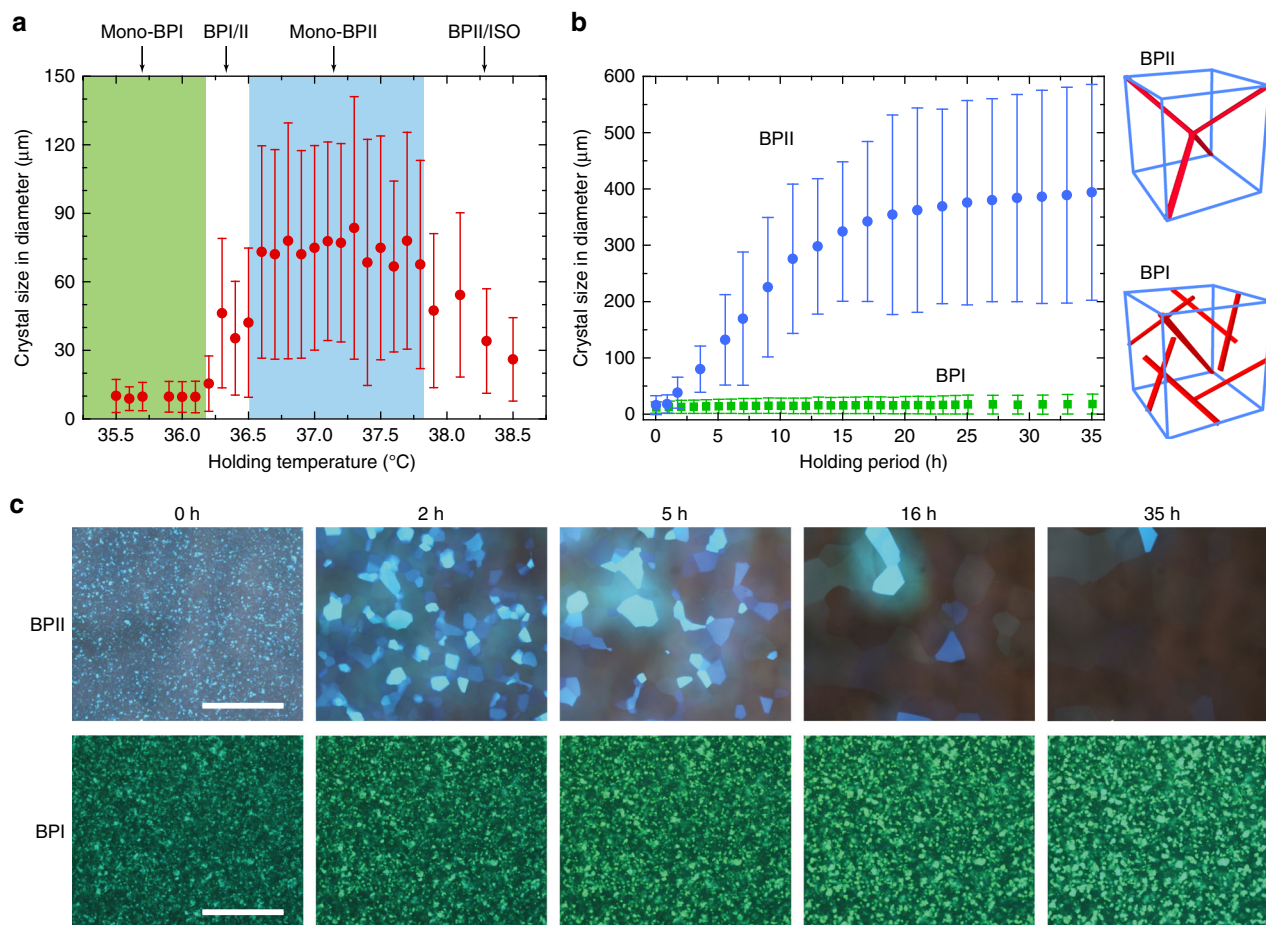 a
Mono-BPI BPI/II Mono-BPII BPII/ISO
150
120
90
60
30
0
Crystal size in diameter (μm)
35.5 36.0 36.5 37.0 37.5 38.0 38.5
Holding temperature (°C)
b
600
500
400
300
200
100
0
Crystal size in diameter (μm)
BPII
BPI
0 5 10 15 20 25 30 35
Holding period (h)
BPII
BPI
c
0 h 2 h 5 h 16 h 35 h
BPII
BPI